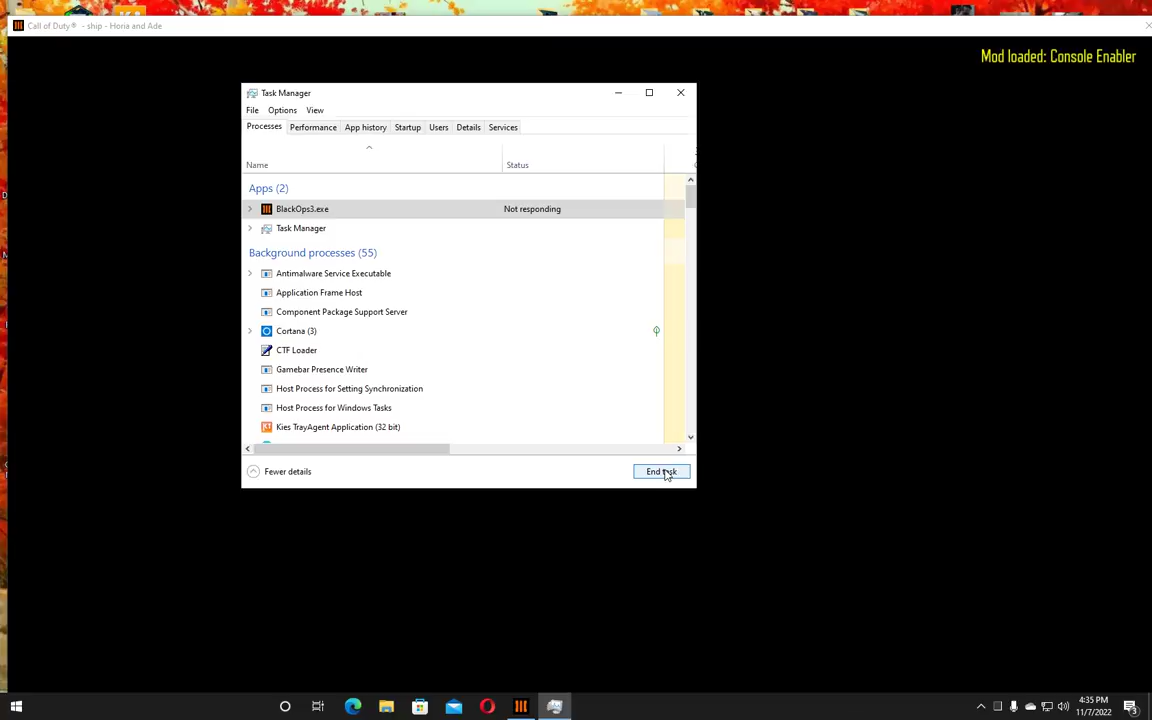 Call of Duty® - ship - Horia and Ade
Mod loaded: Console Enabler
Task Manager
File Options View
Processes Performance App history Startup Users Details Services
Name Status
Apps (2)
BlackOps3.exe Not responding
Task Manager
Background processes (55)
Antimalware Service Executable
Application Frame Host
Component Package Support Server
Cortana (3)
CTF Loader
Gamebar Presence Writer
Host Process for Setting Synchronization
Host Process for Windows Tasks
Kies TrayAgent Application (32 bit)
Fewer details End task
4:35 PM
11/7/2022